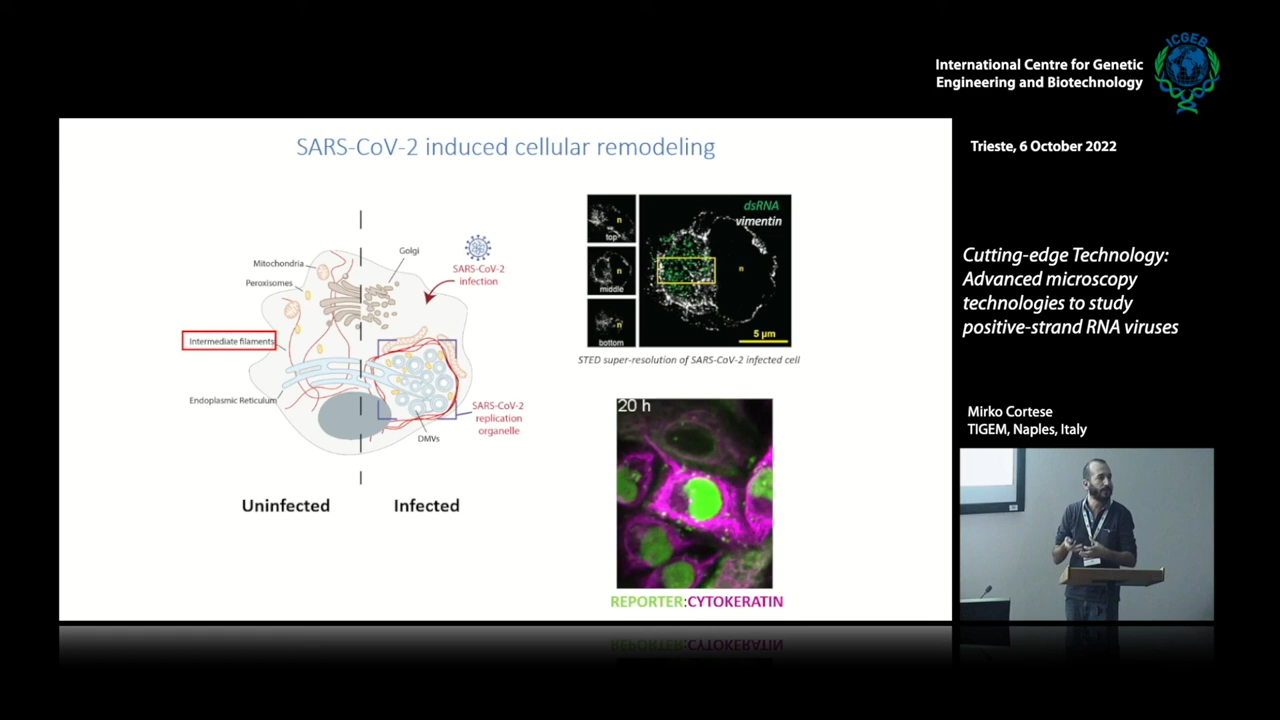 ICGEB
International Centre for Genetic
Engineering and Biotechnology
Trieste, 6 October 2022
Cutting-edge Technology:
Advanced microscopy
technologies to study
positive-strand RNA viruses
Mirko Cortese
TIGEM, Naples, Italy
SARS-CoV-2 induced cellular remodeling
Golgi
Mitochondria
Peroxisomes
SARS-CoV-2
infection
Intermediate filaments
Endoplasmic Reticulum
SARS-CoV-2
replication
organelle
DMVs
Uninfected
Infected
n
top
n
middle
n
bottom
dsRNA
vimentin
n
5 µm
STED super-resolution of SARS-CoV-2 infected cell
20 h
REPORTER:CYTOKERATIN